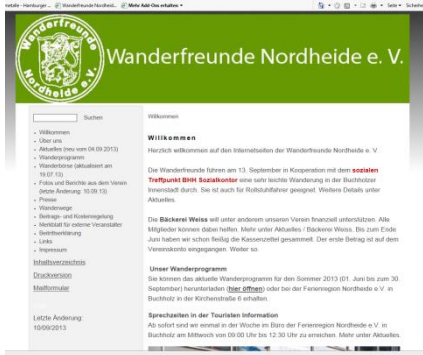 Mehr Add-Ons erhalten
Seite
Wanderfreunde
Nordheide e.V.
Wanderfreunde Nordheide e. V.
Suchen
Willkommen
Willkommen
Über uns
Aktuelles (neu vom 04.09.2013)
Wanderprogramm
Wanderbörse (aktualisiert am
19.07.13)
Fotos und Berichte aus dem Verein
(letzte Änderung: 10.09.13)
Presse
Wanderwege
Beitrags- und Kostenregelung
Merkblatt für externe Veranstalter
Beitrittserklärung
Links
Impressum
Inhaltsverzeichnis
Druckversion
Mailformular
Letzte Änderung:
10/09/2013
Willkommen
Herzlich willkommen auf den Internetseiten der Wanderfreunde Nordheide e. V.
Die Wanderfreunde führen am 13. September in Kooperation mit dem sozialen
Treffpunkt BHH Sozialkontor eine sehr leichte Wanderung in der Buchholzer
Innenstadt durch. Sie ist auch für Rollstuhlfahrer geeignet. Weitere Details unter
Aktuelles.
Die Bäckerei Weiss will unter anderem unseren Verein finanziell unterstützen. Alle
Mitglieder können dabei helfen. Mehr unter Aktuelles / Bäckerei Weiss. Bis zum Ende
Juni haben wir schon fleißig die Kassenzettel gesammelt. Der erste Betrag ist auf dem
Vereinskonto eingegangen. Weiter so.
Unser Wanderprogramm
Sie können das aktuelle Wanderprogramm für den Sommer 2013 (01. Juni bis zum 30.
September) herunterladen (hier öffnen) oder bei der Ferienregion Nordheide e.V. in
Buchholz in der Kirchenstraße 6 erhalten.
Sprechzeiten in der Touristen Information
Ab sofort sind wir einmal in der Woche im Büro der Ferienregion Nordheide e.V. in
Buchholz am Mittwoch von 09:00 Uhr bis 12:30 Uhr zu erreichen. Mehr unter Aktuelles.